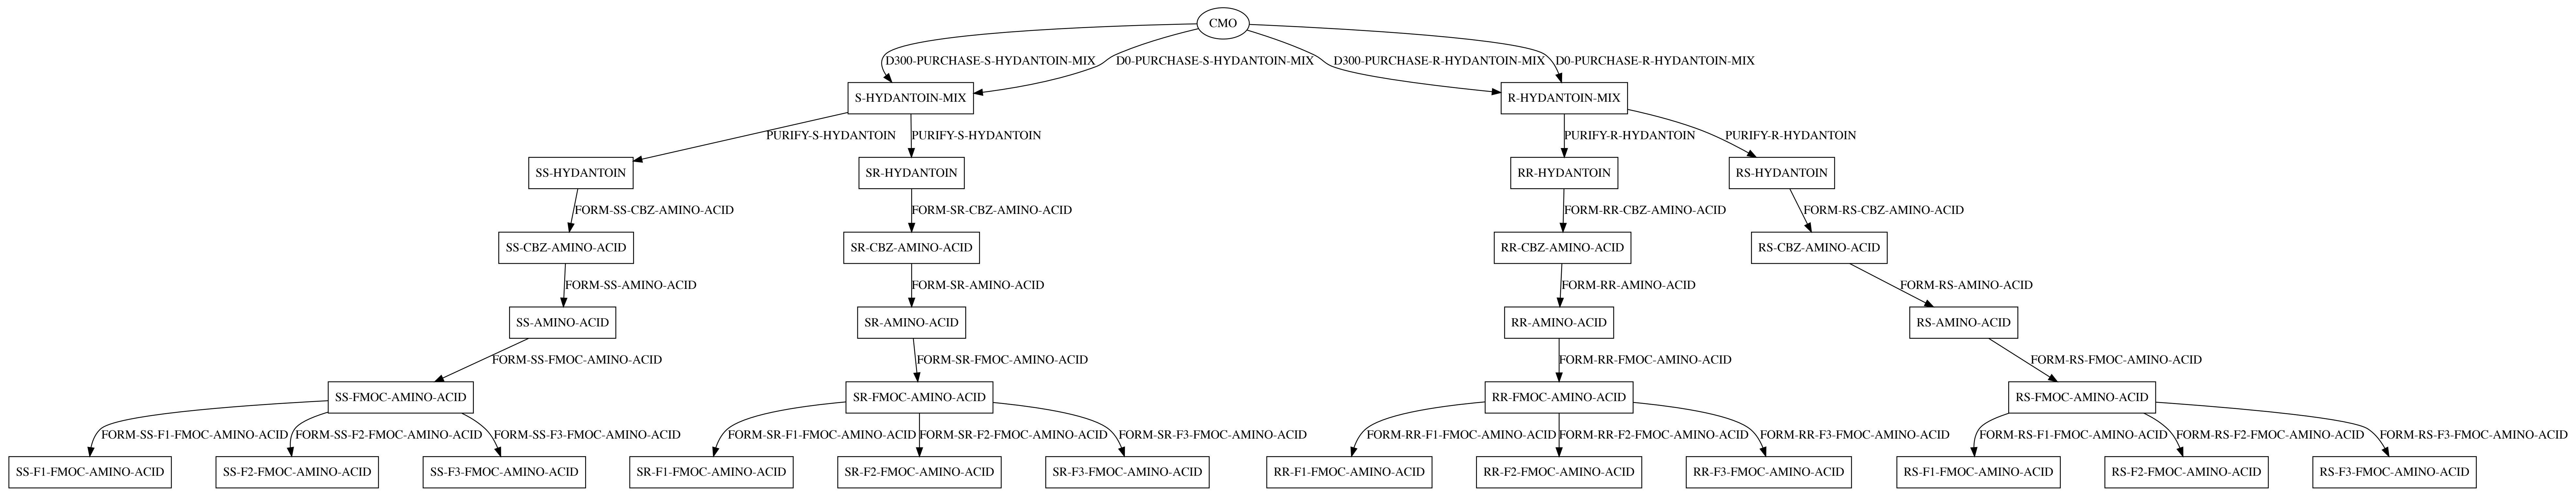 CMO
D300-PURCHASE-S-HYDANTOIN-MIX
D0-PURCHASE-S-HYDANTOIN-MIX
D300-PURCHASE-R-HYDANTOIN-MIX
D0-PURCHASE-R-HYDANTOIN-MIX
S-HYDANTOIN-MIX
R-HYDANTOIN-MIX
PURIFY-S-HYDANTOIN
PURIFY-S-HYDANTOIN
PURIFY-R-HYDANTOIN
PURIFY-R-HYDANTOIN
SS-HYDANTOIN
SR-HYDANTOIN
RR-HYDANTOIN
RS-HYDANTOIN
FORM-SS-CBZ-AMINO-ACID
FORM-SR-CBZ-AMINO-ACID
FORM-RR-CBZ-AMINO-ACID
FORM-RS-CBZ-AMINO-ACID
SS-CBZ-AMINO-ACID
SR-CBZ-AMINO-ACID
RR-CBZ-AMINO-ACID
RS-CBZ-AMINO-ACID
FORM-SS-AMINO-ACID
FORM-SR-AMINO-ACID
FORM-RR-AMINO-ACID
FORM-RS-AMINO-ACID
SS-AMINO-ACID
SR-AMINO-ACID
RR-AMINO-ACID
RS-AMINO-ACID
FORM-SS-FMOC-AMINO-ACID
FORM-SR-FMOC-AMINO-ACID
FORM-RR-FMOC-AMINO-ACID
FORM-RS-FMOC-AMINO-ACID
SS-FMOC-AMINO-ACID
SR-FMOC-AMINO-ACID
RR-FMOC-AMINO-ACID
RS-FMOC-AMINO-ACID
FORM-SS-F1-FMOC-AMINO-ACID
FORM-SS-F2-FMOC-AMINO-ACID
FORM-SS-F3-FMOC-AMINO-ACID
FORM-SR-F1-FMOC-AMINO-ACID
FORM-SR-F2-FMOC-AMINO-ACID
FORM-SR-F3-FMOC-AMINO-ACID
FORM-RR-F1-FMOC-AMINO-ACID
FORM-RR-F2-FMOC-AMINO-ACID
FORM-RR-F3-FMOC-AMINO-ACID
FORM-RS-F1-FMOC-AMINO-ACID
FORM-RS-F2-FMOC-AMINO-ACID
FORM-RS-F3-FMOC-AMINO-ACID
SS-F1-FMOC-AMINO-ACID
SS-F2-FMOC-AMINO-ACID
SS-F3-FMOC-AMINO-ACID
SR-F1-FMOC-AMINO-ACID
SR-F2-FMOC-AMINO-ACID
SR-F3-FMOC-AMINO-ACID
RR-F1-FMOC-AMINO-ACID
RR-F2-FMOC-AMINO-ACID
RR-F3-FMOC-AMINO-ACID
RS-F1-FMOC-AMINO-ACID
RS-F2-FMOC-AMINO-ACID
RS-F3-FMOC-AMINO-ACID